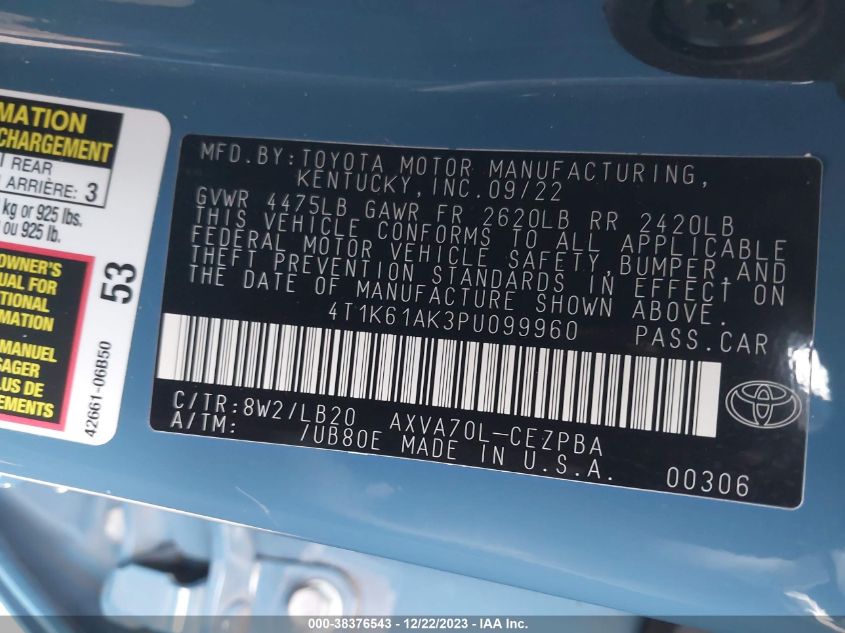 MATION
CHARGEMENT
REAR
ARRIÈRE: 3
kg or 925 lbs.
ou 925 lb.
OWNER'S
UAL FOR
TIONAL
RMATION
MANUEL
SAGER
LUS DE
EMENTS
53
42661-06B50
MFD.BY:TOYOTA MOTOR MANUFACTURING,
KENTUCKY,INC.09/22
GVWR 4475LB GAWR FR 2620LB RR 2420LB
THIS VEHICLE CONFORMS TO ALL APPLICABLE
FEDERAL MOTOR VEHICLE SAFETY,BUMPER,AND
THEFT PREVENTION STANDARDS IN EFFECT ON
THE DATE OF MANUFACTURE SHOWN ABOVE.
4T1K61AK3PU099960 PASS.CAR
C/TR:8W2/LB20 AXVA70L-CEZPBA
A/TM: /UB80E MADE IN U.S.A.
00306
000-38376543 - 12/22/2023 - IAA Inc.